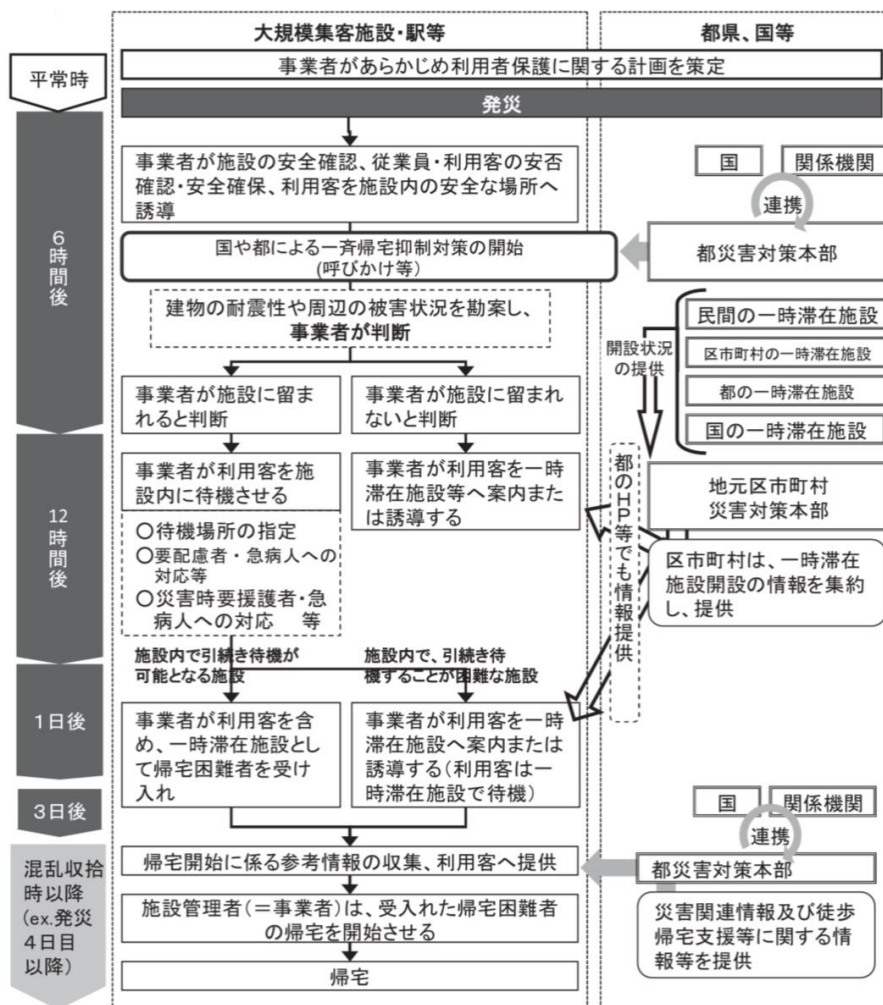 大規模集客施設・駅等
都県、国等
平常時
事業者があらかじめ利用者保護に関する計画を策定
発災
6時間後
事業者が施設の安全確認、従業員・利用客の安否
確認・安全確保、利用客を施設内の安全な場所へ
誘導
国
関係機関
連携
国や都による一斉帰宅抑制対策の開始
(呼びかけ等)
都災害対策本部
建物の耐震性や周辺の被害状況を勘案し、
事業者が判断
開設状況
の提供
民間の一時滞在施設
区市町村の一時滞在施設
都の一時滞在施設
国の一時滞在施設
事業者が施設に留ま
れると判断
事業者が施設に留まれ
ないと判断
12時間後
事業者が利用客を施
設内に待機させる
事業者が利用客を一時
滞在施設等へ案内また
は誘導する
都のHP等でも情報提供
地元区市町村
災害対策本部
○待機場所の指定
○要配慮者・急病人への
対応等
○災害時要援護者・急
病人への対応 等
区市町村は、一時滞在
施設開設の情報を集約
し、提供
施設内で引続き待機が
可能となる施設
施設内で、引続き待
機することが困難な施設
1日後
事業者が利用客を含
め、一時滞在施設とし
て帰宅困難者を受け
入れ
事業者が利用客を一時
滞在施設へ案内または
誘導する(利用客は一
時滞在施設で待機)
3日後
国
関係機関
連携
混乱収拾
時以降
(ex.発災
4日目
以降)
帰宅開始に係る参考情報の収集、利用客へ提供
都災害対策本部
施設管理者(=事業者)は、受入れた帰宅困難者
の帰宅を開始させる
災害関連情報及び徒歩
帰宅支援等に関する情
報等を提供
帰宅